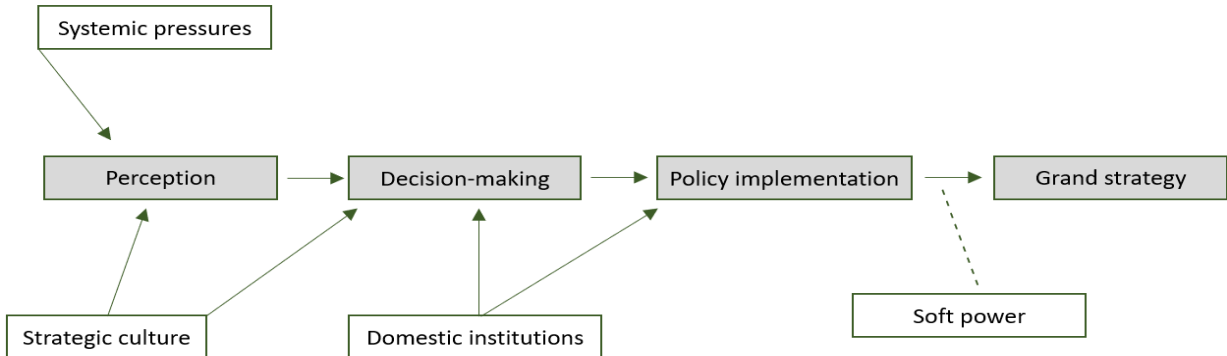 Systemic pressures
Perception
Decision-making
Policy implementation
Grand strategy
Strategic culture
Domestic institutions
Soft power